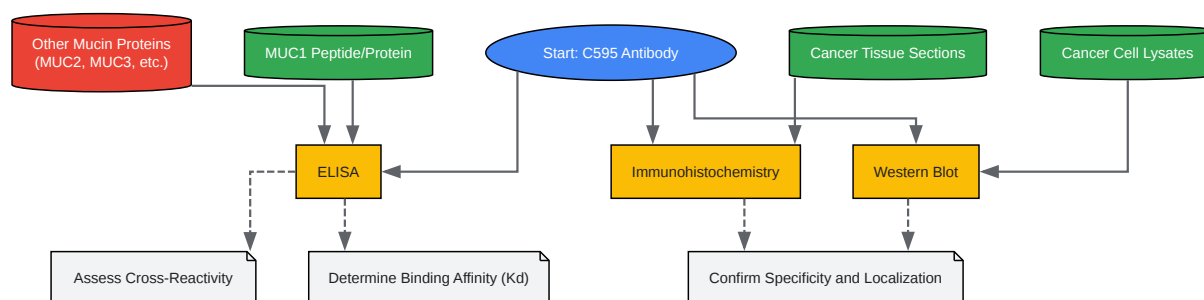 Other Mucin Proteins
(MUC2, MUC3, etc.)
MUC1 Peptide/Protein
Start: C595 Antibody
Cancer Tissue Sections
Cancer Cell Lysates
ELISA
Immunohistochemistry
Western Blot
Assess Cross-Reactivity
Determine Binding Affinity (Kd)
Confirm Specificity and Localization